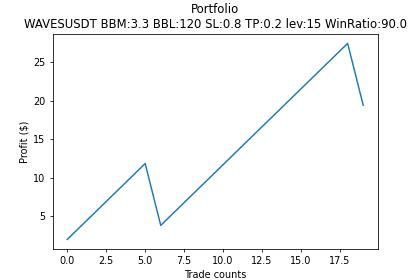 Portfolio
WAVESUSDT BBM:3.3 BBL:120 SL:0.8 TP:0.2 lev:15 WinRatio:90.0
Profit ($)
25
20
15
10
5
0.0 2.5 5.0 7.5 10.0 12.5 15.0 17.5
Trade counts